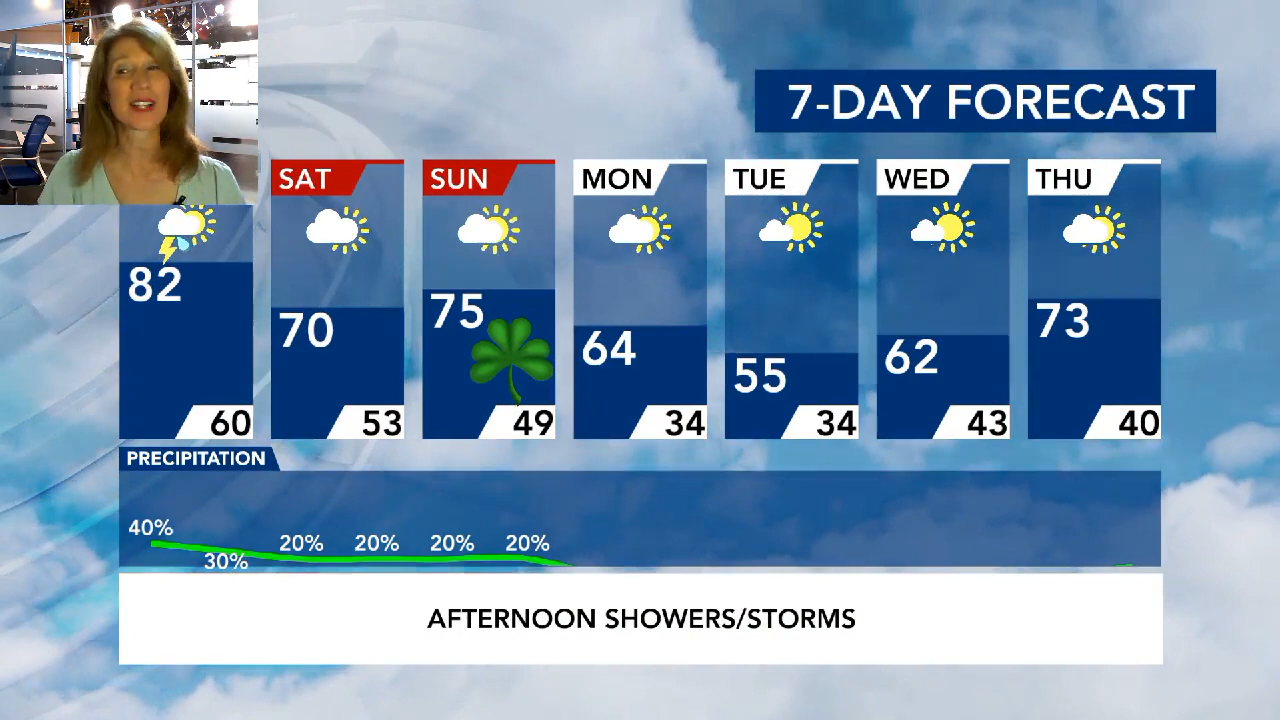 7-DAY FORECAST
SAT SUN MON TUE WED THU
82 70 75 64 55 62 73
60 53 49 34 34 43 40
PRECIPITATION
40% 30% 20% 20% 20% 20%
AFTERNOON SHOWERS/STORMS